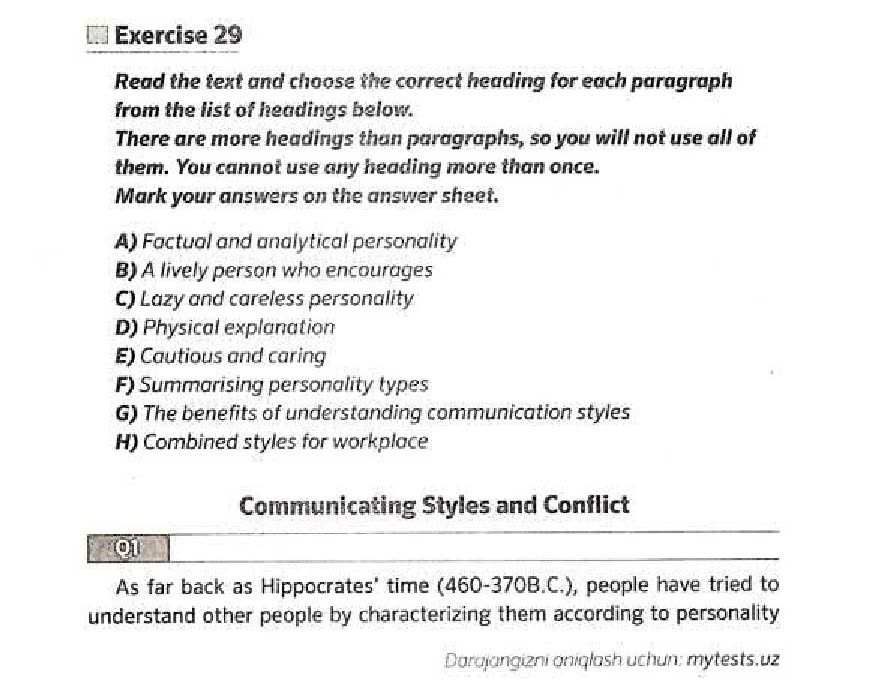 Exercise 29
Read the text and choose the correct heading for each paragraph
from the list of headings below.
There are more headings than paragraphs, so you will not use all of
them. You cannot use any heading more than once.
Mark your answers on the answer sheet.
A) Factual and analytical personality
B) A lively person who encourages
C) Lazy and careless personality
D) Physical explanation
E) Cautious and caring
F) Summarising personality types
G) The benefits of understanding communication styles
H) Combined styles for workplace
Communicating Styles and Conflict
Q1
As far back as Hippocrates' time (460-370B.C.), people have tried to
understand other people by characterizing them according to personality
Darajangizni aniqlash uchun: mytests.uz